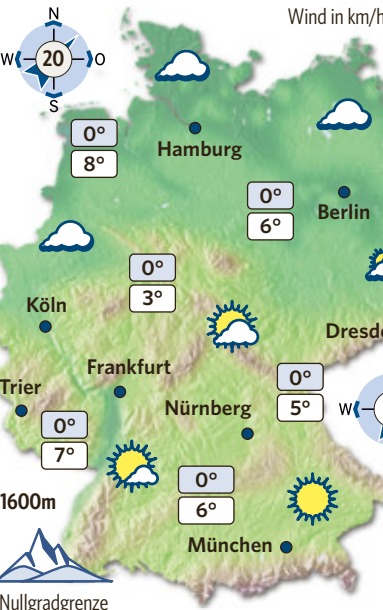 Wind in km/h
N
W 20 O
S
0°
8°
Hamburg
0°
6°
Berlin
0°
3°
Köln
Frankfurt
Trier
0°
5°
W
Nürnberg
0°
7°
0°
6°
1600m
München
Nullgradgrenze